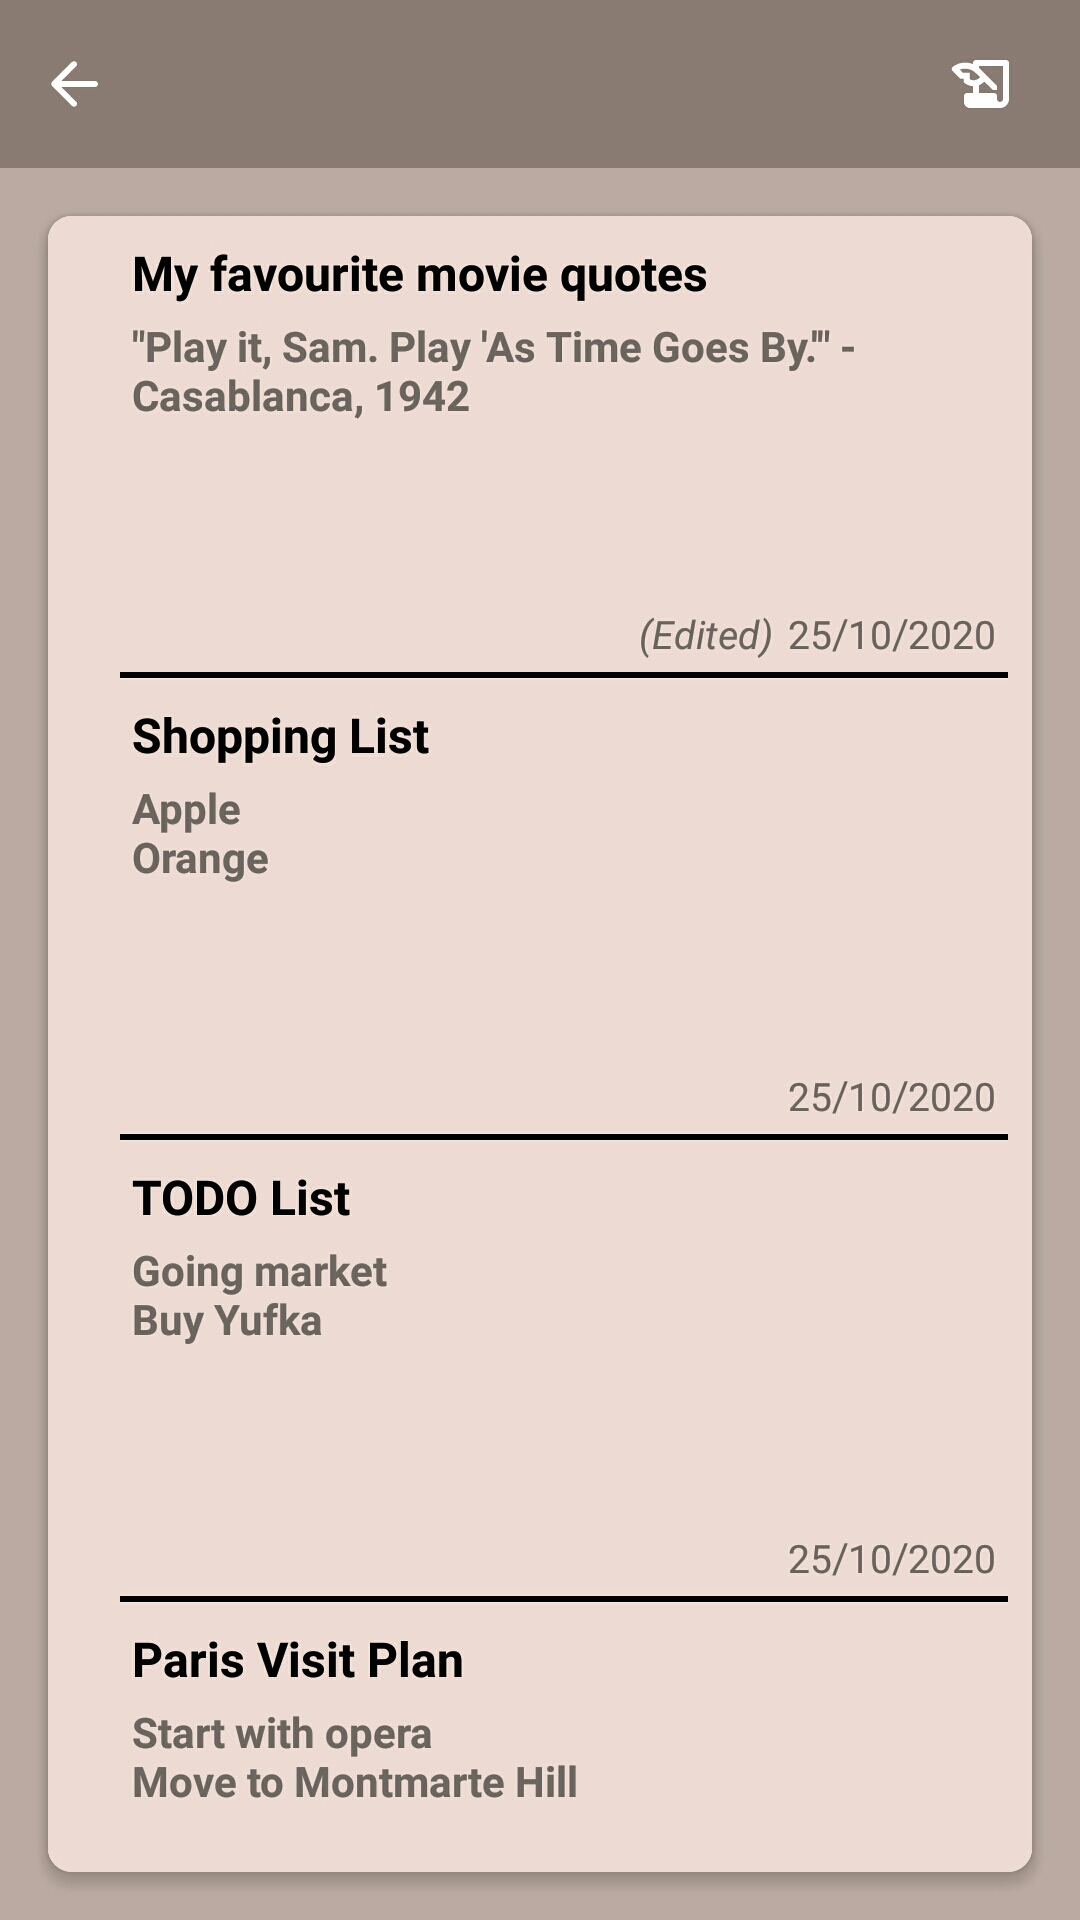 My favourite movie quotes
"Play it, Sam. Play 'As Time Goes By.'" -
Casablanca, 1942
(Edited) 25/10/2020
Shopping List
Apple
Orange
25/10/2020
TODO List
Going market
Buy Yufka
25/10/2020
Paris Visit Plan
Start with opera
Move to Montmarte Hill